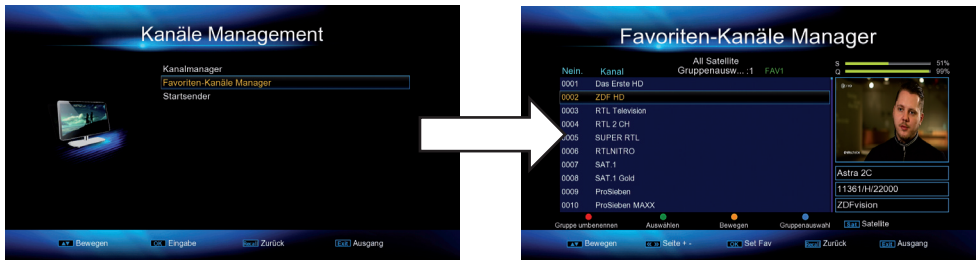 Kanäle Management
Kanalmanager
Favoriten-Kanäle Manager
Startsender
▲▼ Bewegen OK Eingabe Recall Zurück Exit Ausgang
Favoriten-Kanäle Manager
All Satellite
Nein. Kanal Gruppenausw... :1 FAV1
S 51%
Q 99%
0001 Das Erste HD
0002 ZDF HD
0003 RTL Television
0004 RTL 2 CH
0005 SUPER RTL
0006 RTLNITRO
0007 SAT.1
0008 SAT.1 Gold
0009 ProSieben
0010 ProSieben MAXX
Astra 2C
11361/H/22000
ZDFvision
Gruppe umbenennen Auswählen Bewegen Gruppenauswahl Sat Satellite
▲▼ Bewegen Seite + - OK Set Fav Recall Zurück Exit Ausgang